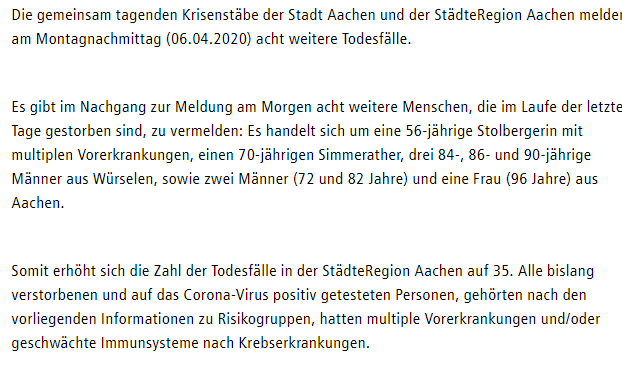 Die gemeinsam tagenden Krisenstäbe der Stadt Aachen und der StädteRegion Aachen melden
am Montagnachmittag (06.04.2020) acht weitere Todesfälle.
Es gibt im Nachgang zur Meldung am Morgen acht weitere Menschen, die im Laufe der letzte
Tage gestorben sind, zu vermelden: Es handelt sich um eine 56-jährige Stolbergerin mit
multiplen Vorerkrankungen, einen 70-jährigen Simmerather, drei 84-, 86- und 90-jährige
Männer aus Würselen, sowie zwei Männer (72 und 82 Jahre) und eine Frau (96 Jahre) aus
Aachen.
Somit erhöht sich die Zahl der Todesfälle in der StädteRegion Aachen auf 35. Alle bislang
verstorbenen und auf das Corona-Virus positiv getesteten Personen, gehörten nach den
vorliegenden Informationen zu Risikogruppen, hatten multiple Vorerkrankungen und/oder
geschwächte Immunsysteme nach Krebserkrankungen.